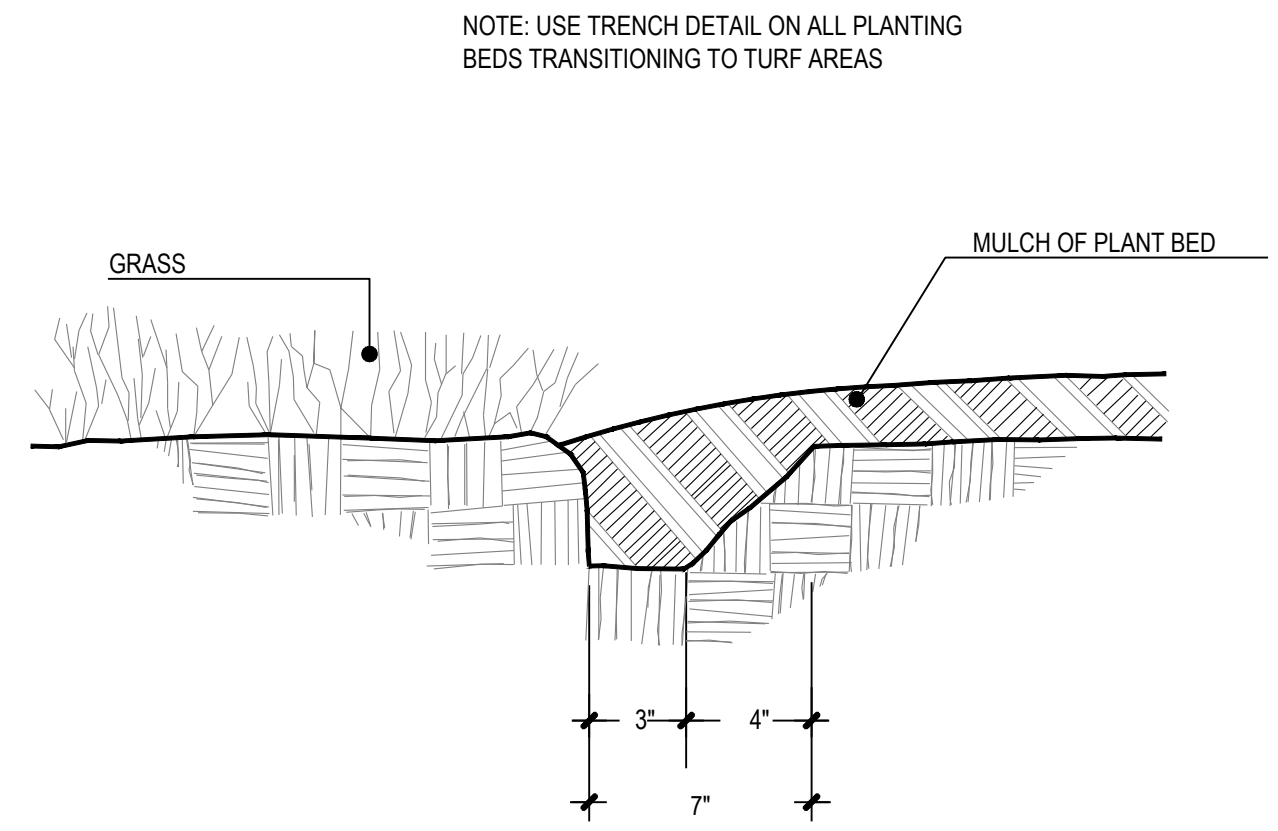 NOTE: USE TRENCH DETAIL ON ALL PLANTING
BEDS TRANSITIONING TO TURF AREAS
MULCH OF PLANT BED
GRASS
3" 4"
7"